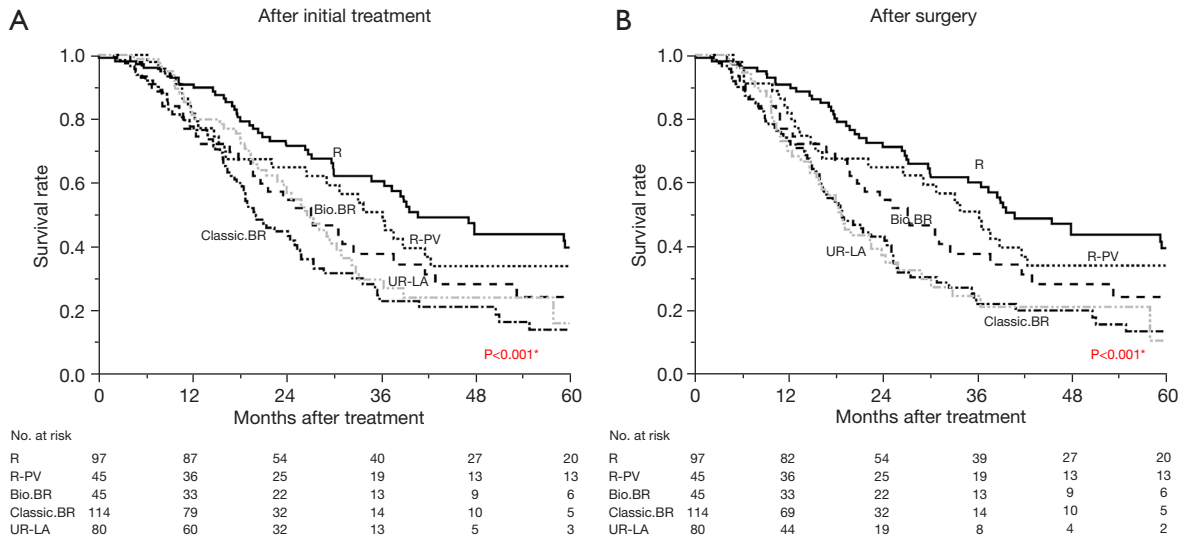 A
After initial treatment
Survival rate
1.0
0.8
0.6
0.4
0.2
0.0
R
Bio.BR
R-PV
Classic.BR
UR-LA
P<0.001*
0 12 24 36 48 60
Months after treatment
No. at risk
R 97 87 54 40 27 20
R-PV 45 36 25 19 13 13
Bio.BR 45 33 22 13 9 6
Classic.BR 114 79 32 14 10 5
UR-LA 80 60 32 13 5 3
B
After surgery
Survival rate
1.0
0.8
0.6
0.4
0.2
0.0
R
Bio.BR
UR-LA
R-PV
Classic.BR
P<0.001*
0 12 24 36 48 60
Months after treatment
No. at risk
R 97 82 54 39 27 20
R-PV 45 36 25 19 13 13
Bio.BR 45 33 22 13 9 6
Classic.BR 114 69 32 14 10 5
UR-LA 80 44 19 8 4 2